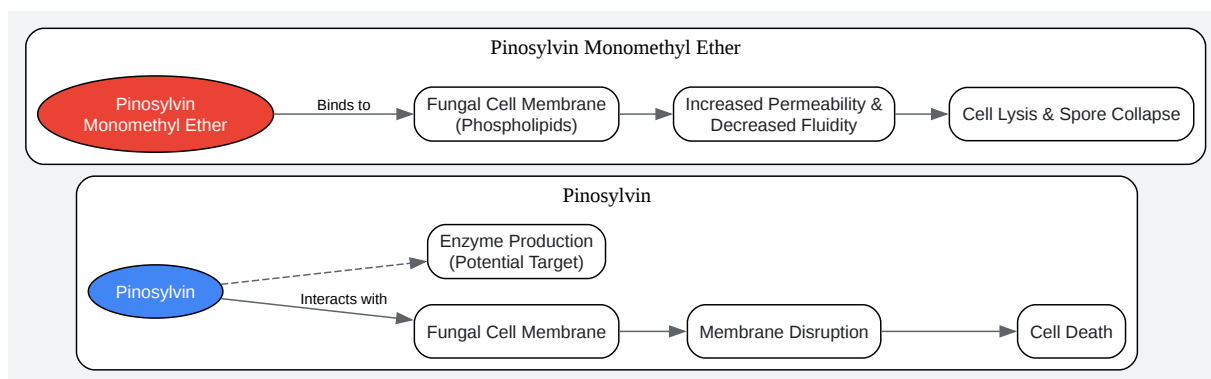 Pinosylvin Monomethyl Ether
Pinosylvin
Monomethyl Ether
Binds to
Fungal Cell Membrane
(Phospholipids)
Increased Permeability &
Decreased Fluidity
Cell Lysis & Spore Collapse
Pinosylvin
Pinosylvin
Enzyme Production
(Potential Target)
Interacts with
Fungal Cell Membrane
Membrane Disruption
Cell Death